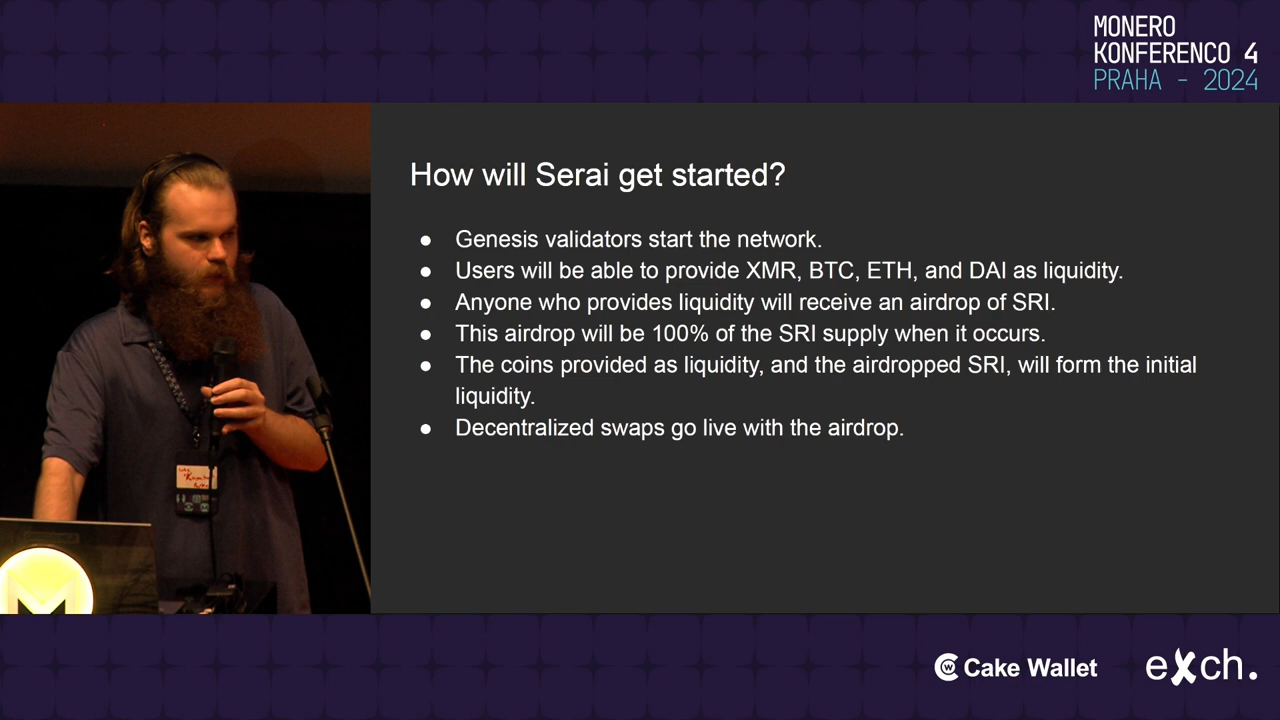 MONERO
KONFERENCO 4
PRAHA - 2024
How will Serai get started?
● Genesis validators start the network.
● Users will be able to provide XMR, BTC, ETH, and DAI as liquidity.
● Anyone who provides liquidity will receive an airdrop of SRI.
● This airdrop will be 100% of the SRI supply when it occurs.
● The coins provided as liquidity, and the airdropped SRI, will form the initial
liquidity.
● Decentralized swaps go live with the airdrop.
Cake Wallet
eXch.